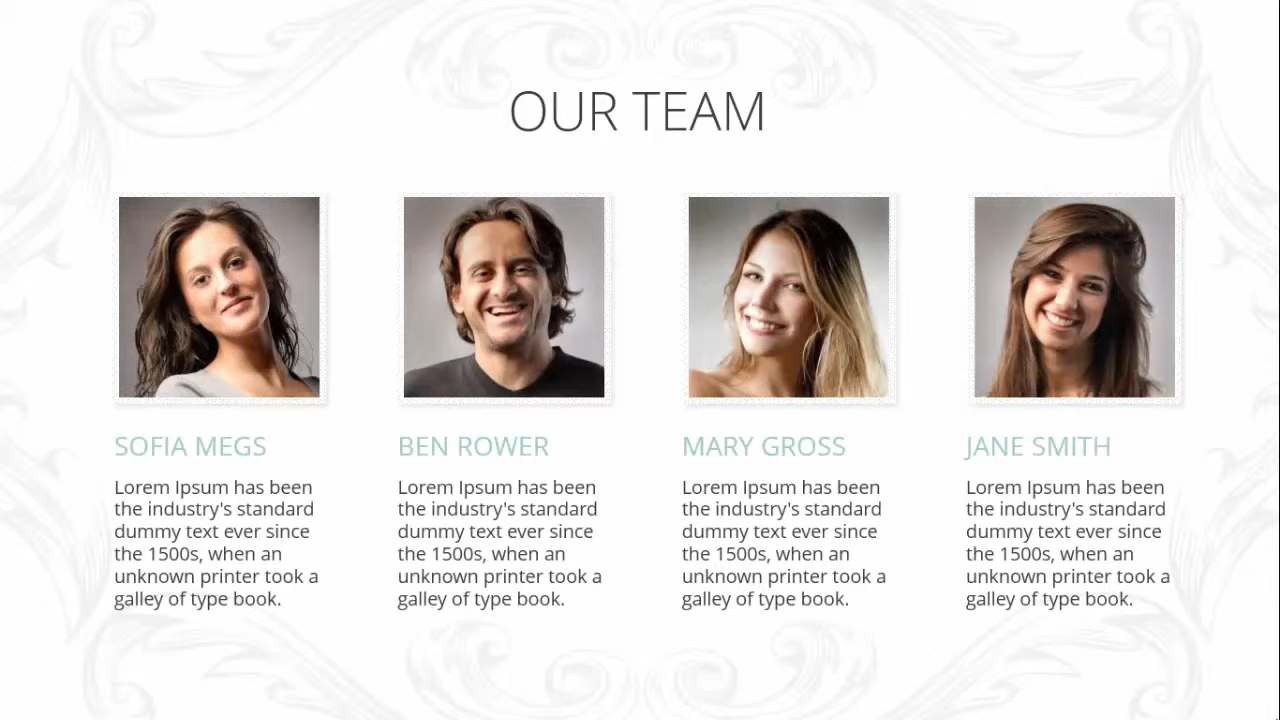 OUR TEAM
SOFIA MEGS
Lorem Ipsum has been
the industry's standard
dummy text ever since
the 1500s, when an
unknown printer took a
galley of type book.
BEN ROWER
Lorem Ipsum has been
the industry's standard
dummy text ever since
the 1500s, when an
unknown printer took a
galley of type book.
MARY GROSS
Lorem Ipsum has been
the industry's standard
dummy text ever since
the 1500s, when an
unknown printer took a
galley of type book.
JANE SMITH
Lorem Ipsum has been
the industry's standard
dummy text ever since
the 1500s, when an
unknown printer took a
galley of type book.